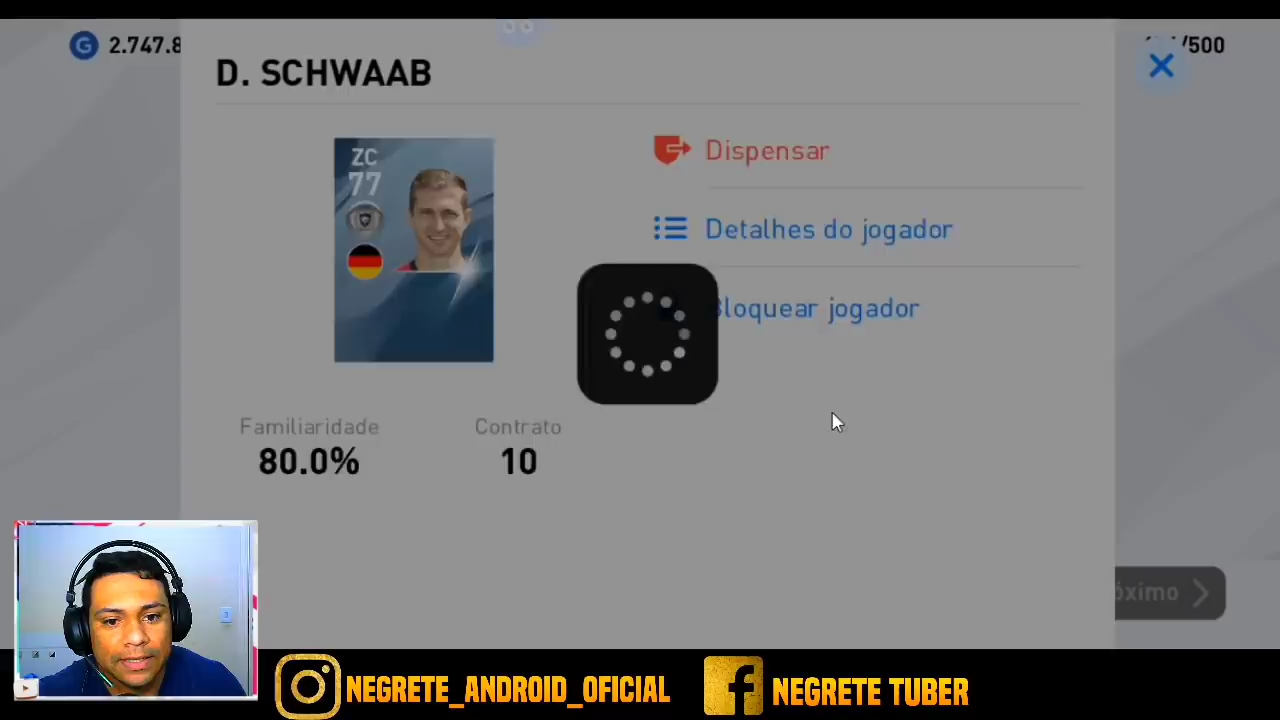 2.747.8
/500
D. SCHWAAB
ZC
77
Dispensar
Detalhes do jogador
Bloquear jogador
Familiaridade
80.0%
Contrato
10
óximo
NEGRETE_ANDROID_OFICIAL
NEGRETE TUBER